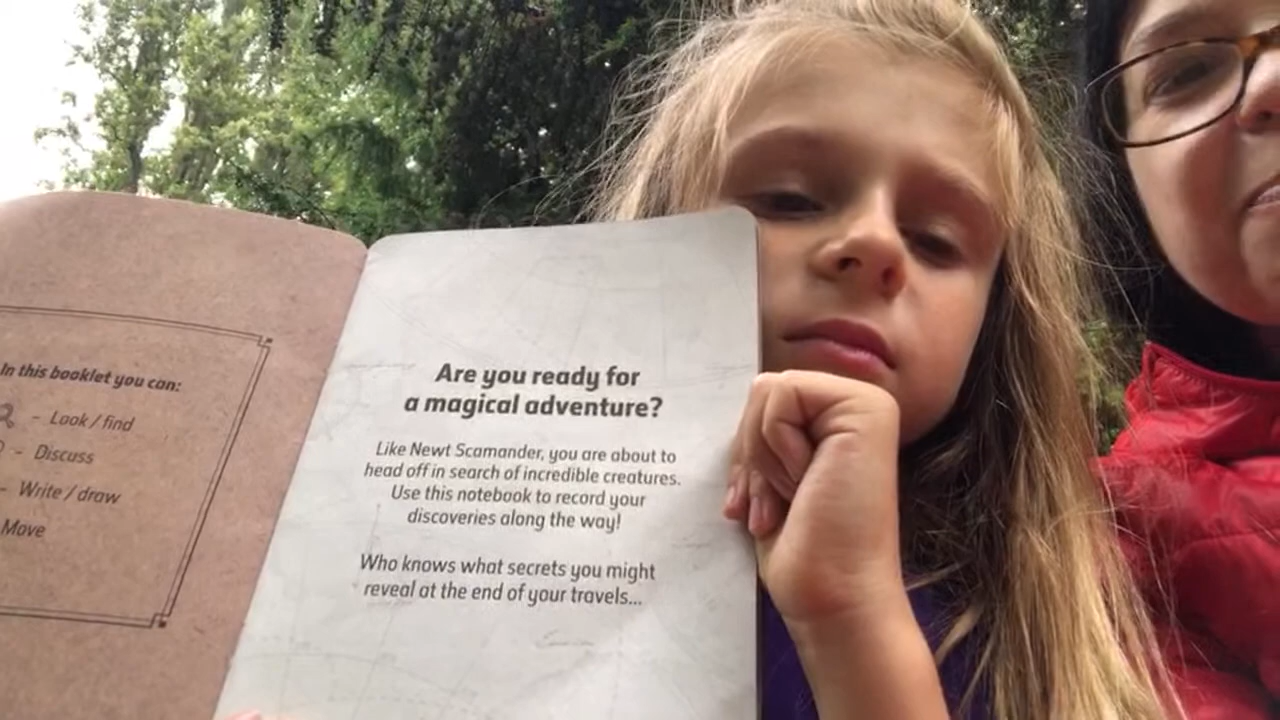 In this booklet you can:
- Look / find
- Discuss
- Write / draw
Move
Are you ready for
a magical adventure?
Like Newt Scamander, you are about to
head off in search of incredible creatures.
Use this notebook to record your
discoveries along the way!
Who knows what secrets you might
reveal at the end of your travels...